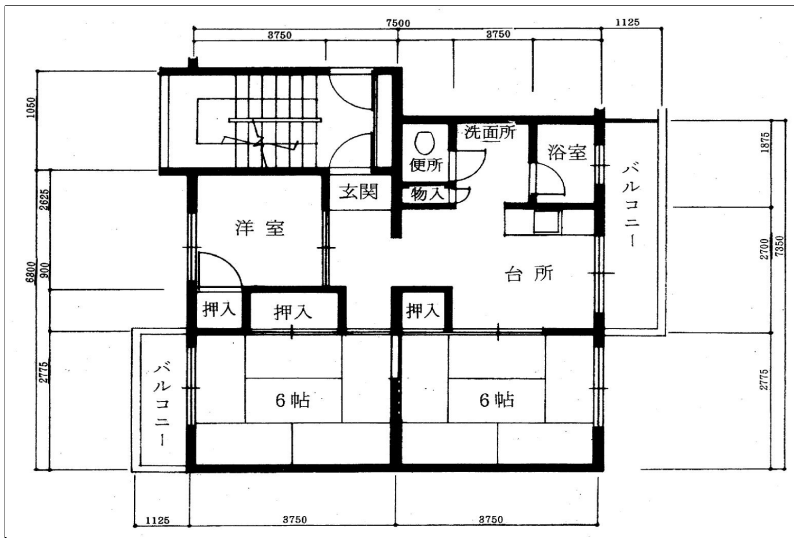 7500
3750
3750
1125
1050
2625
6800
900
2775
洗面所
便所
浴室
バルコニー
玄関
物入
洋室
台所
押入
押入
押入
1875
2700
7350
2775
バルコニー
6帖
6帖
1125
3750
3750